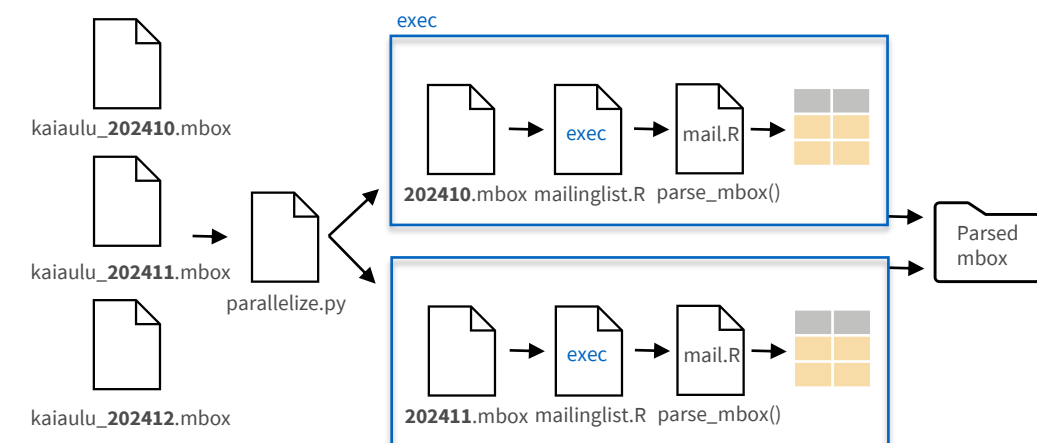 exec
kaiaulu_202410.mbox
exec
mail.R
202410.mbox mailinglist.R parse_mbox()
kaiaulu_202411.mbox
parallelize.py
Parsed
mbox
exec
mail.R
202411.mbox mailinglist.R parse_mbox()
kaiaulu_202412.mbox